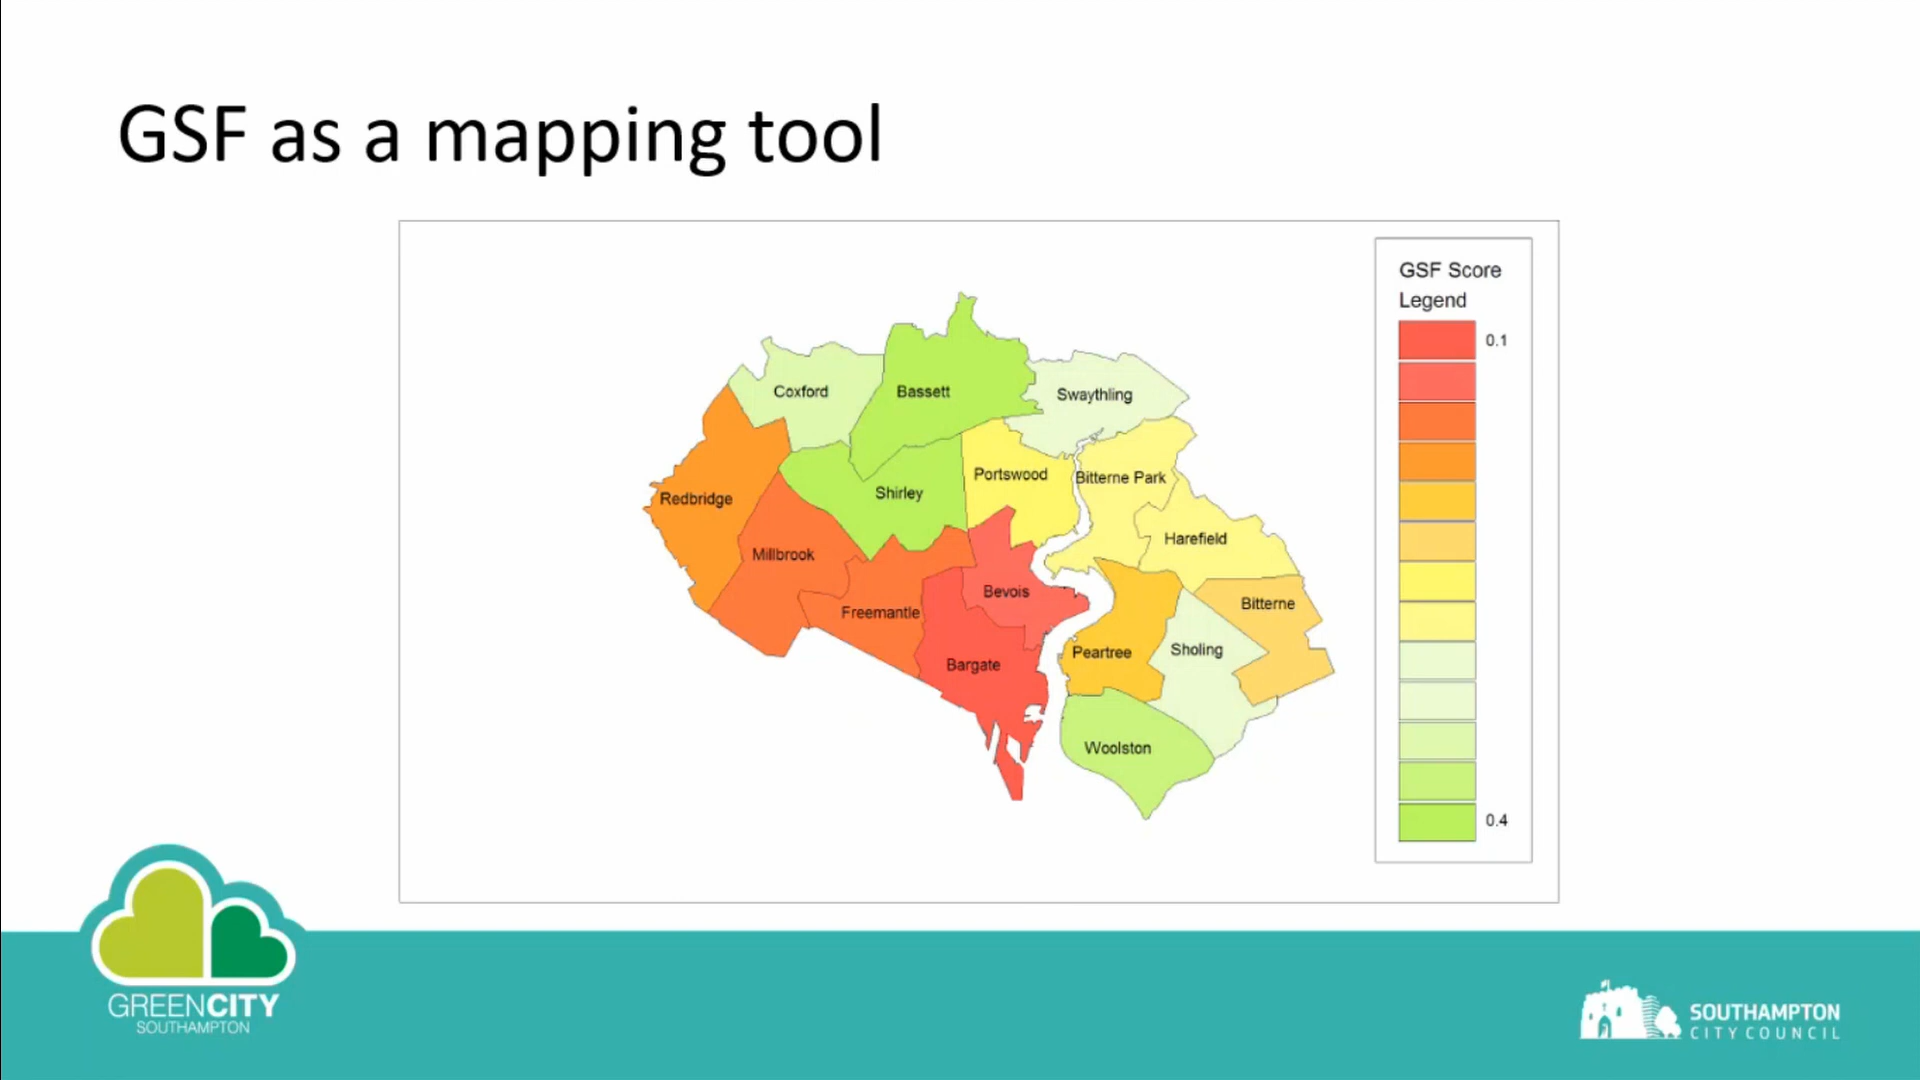 GSF as a mapping tool
GSF Score
Legend
0.1
0.4
Coxford
Bassett
Swaythling
Portswood
Bitterne Park
Shirley
Redbridge
Harefield
Millbrook
Bevois
Bitterne
Freemantle
Peartree
Sholing
Bargate
Woolston
GREENCITY
SOUTHAMPTON
SOUTHAMPTON
CITY COUNCIL